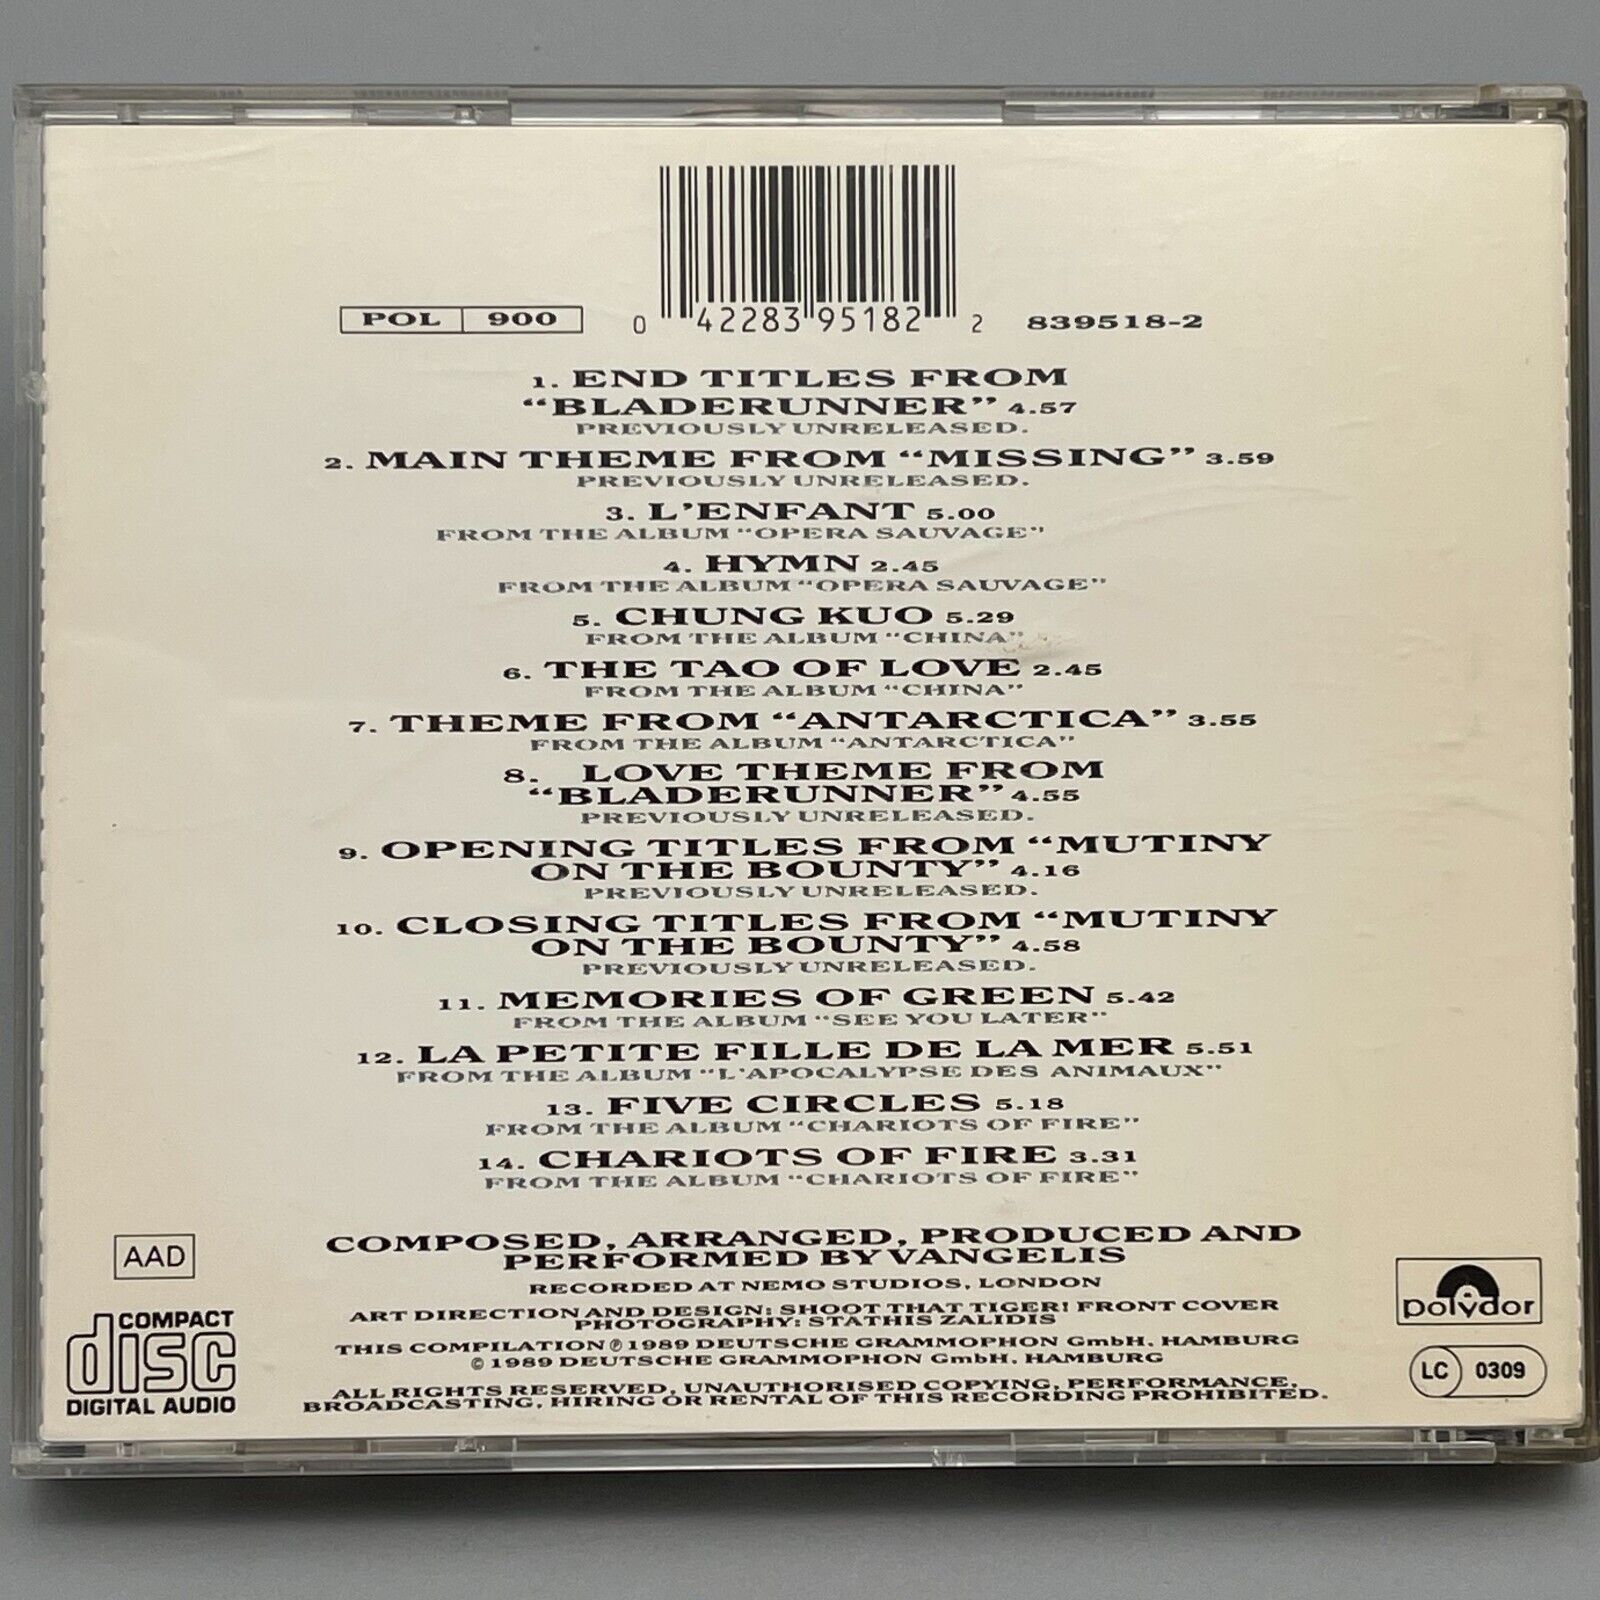 POL 900
0 42283 95182 2
839518-2
1. END TITLES FROM
"BLADERUNNER" 4.57
PREVIOUSLY UNRELEASED.
2. MAIN THEME FROM "MISSING" 3.59
PREVIOUSLY UNRELEASED.
3. L'ENFANT 5.00
FROM THE ALBUM "OPERA SAUVAGE"
4. HYMN 2.45
FROM THE ALBUM "OPERA SAUVAGE"
5. CHUNG KUO 5.29
FROM THE ALBUM "CHINA"
6. THE TAO OF LOVE 2.45
FROM THE ALBUM "CHINA"
7. THEME FROM "ANTARCTICA" 3.55
FROM THE ALBUM "ANTARCTICA"
8. LOVE THEME FROM
"BLADERUNNER" 4.55
PREVIOUSLY UNRELEASED.
9. OPENING TITLES FROM "MUTINY
ON THE BOUNTY" 4.16
PREVIOUSLY UNRELEASED.
10. CLOSING TITLES FROM "MUTINY
ON THE BOUNTY" 4.58
PREVIOUSLY UNRELEASED.
11. MEMORIES OF GREEN 5.42
FROM THE ALBUM "SEE YOU LATER"
12. LA PETITE FILLE DE LA MER 5.51
FROM THE ALBUM "L'APOCALYPSE DES ANIMAUX"
13. FIVE CIRCLES 5.18
FROM THE ALBUM "CHARIOTS OF FIRE"
14. CHARIOTS OF FIRE 3.31
FROM THE ALBUM "CHARIOTS OF FIRE"
COMPOSED, ARRANGED, PRODUCED AND
PERFORMED BY VANGELIS
RECORDED AT NEMO STUDIOS, LONDON
ART DIRECTION AND DESIGN: SHOOT THAT TIGER! FRONT COVER
PHOTOGRAPHY: STATHIS ZALIDIS
THIS COMPILATION ℗ 1989 DEUTSCHE GRAMMOPHON GmbH, HAMBURG
© 1989 DEUTSCHE GRAMMOPHON GmbH, HAMBURG
ALL RIGHTS RESERVED, UNAUTHORISED COPYING, PERFORMANCE,
BROADCASTING, HIRING OR RENTAL OF THIS RECORDING PROHIBITED.
AAD
COMPACT
disc
DIGITAL AUDIO
polydor
LC 0309